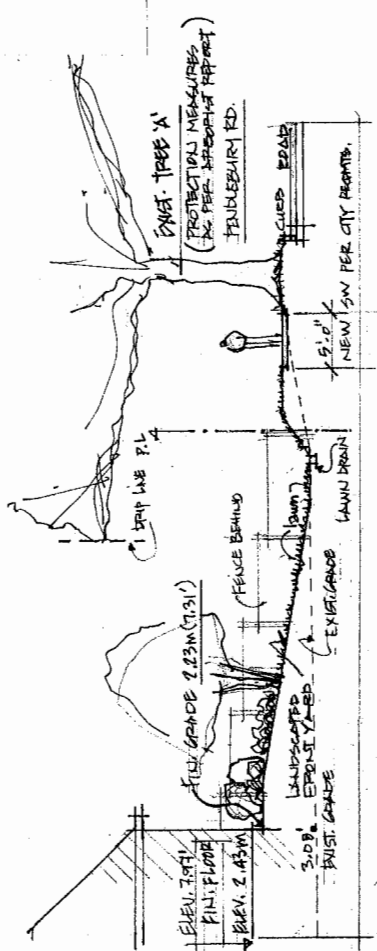 EXIST. TREE 'A'
(PROTECTION MEASURES
AS PER ARBORIST REPORT)
PENDLEBURY RD.
CURB ROAD
5'.0"
NEW SW PER CITY REQMTS.
DRIP LINE P.L
LAWN DRAIN
FENCE BEHIND
LAWN
EXIST. GRADE
FIN. GRADE 2.23M (7.31')
LANDSCAPED
FRONT YARD
ELEV. 7.97'
FIN. FLOOR
ELEV. 2.43M
3.08'
EXIST. GRADE